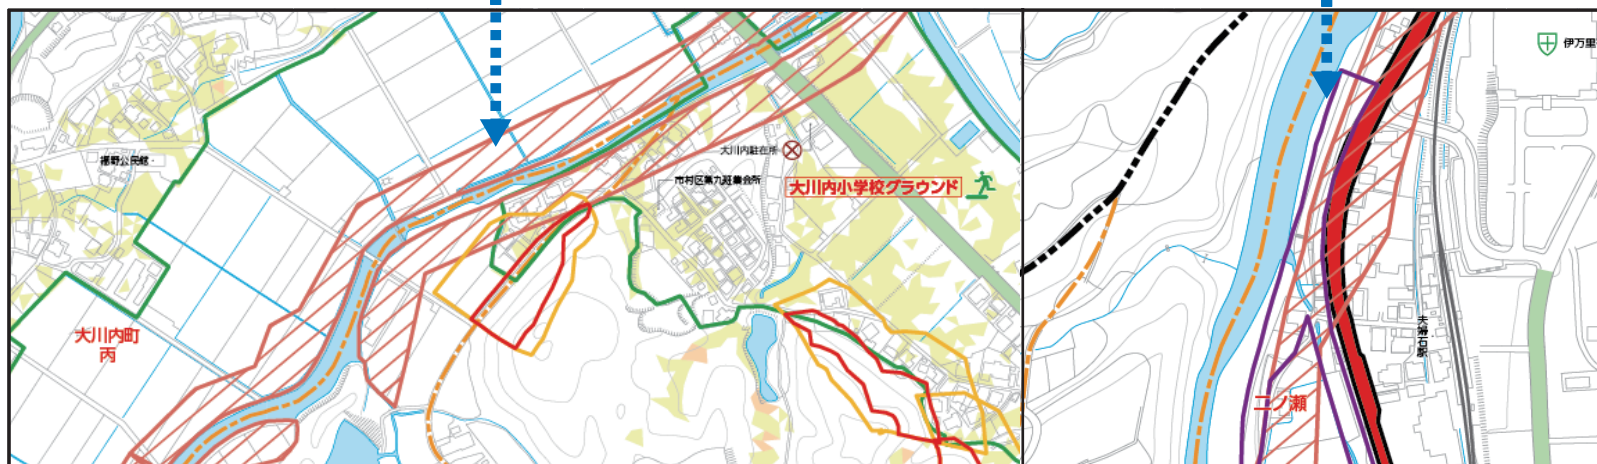 搦野公民館
大川内駐在所
市村区第九班集会所
大川内小学校グラウンド
大川内町
丙
伊万里
夫婦石駅
二ノ瀬